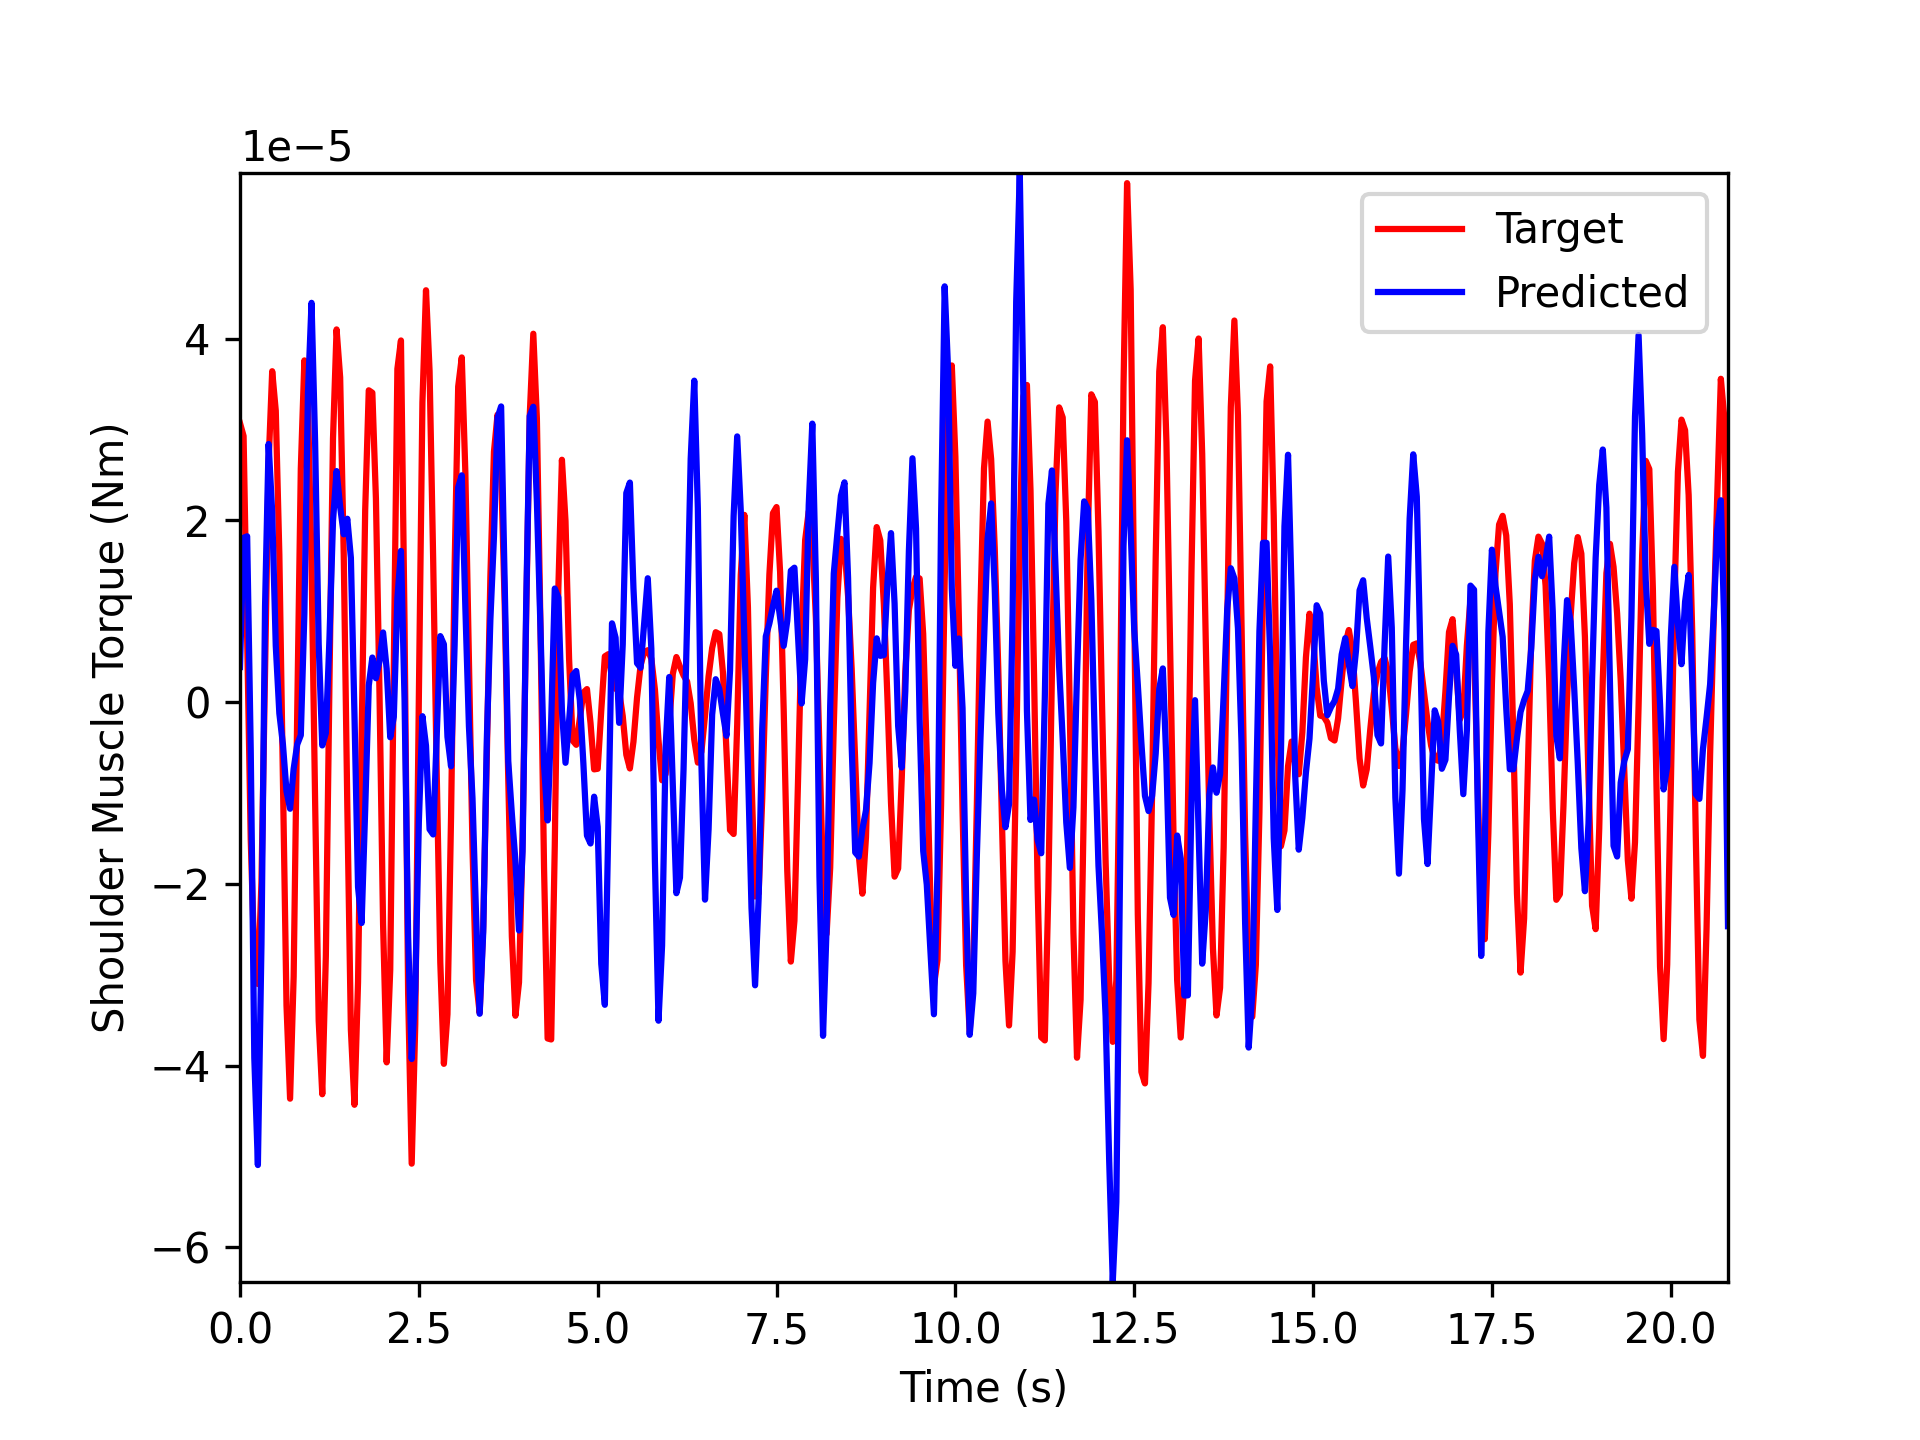 1e−5
Target
Predicted
4
2
0
−2
−4
−6
Shoulder Muscle Torque (Nm)
0.0 2.5 5.0 7.5 10.0 12.5 15.0 17.5 20.0
Time (s)